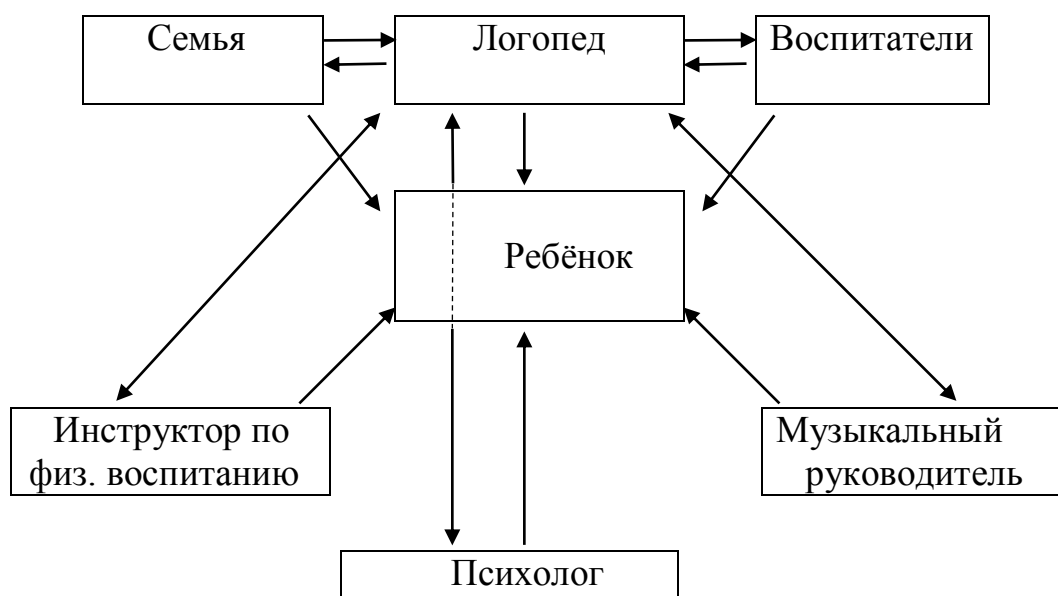 Семья
Логопед
Воспитатели
Ребёнок
Инструктор по
физ. воспитанию
Музыкальный
руководитель
Психолог